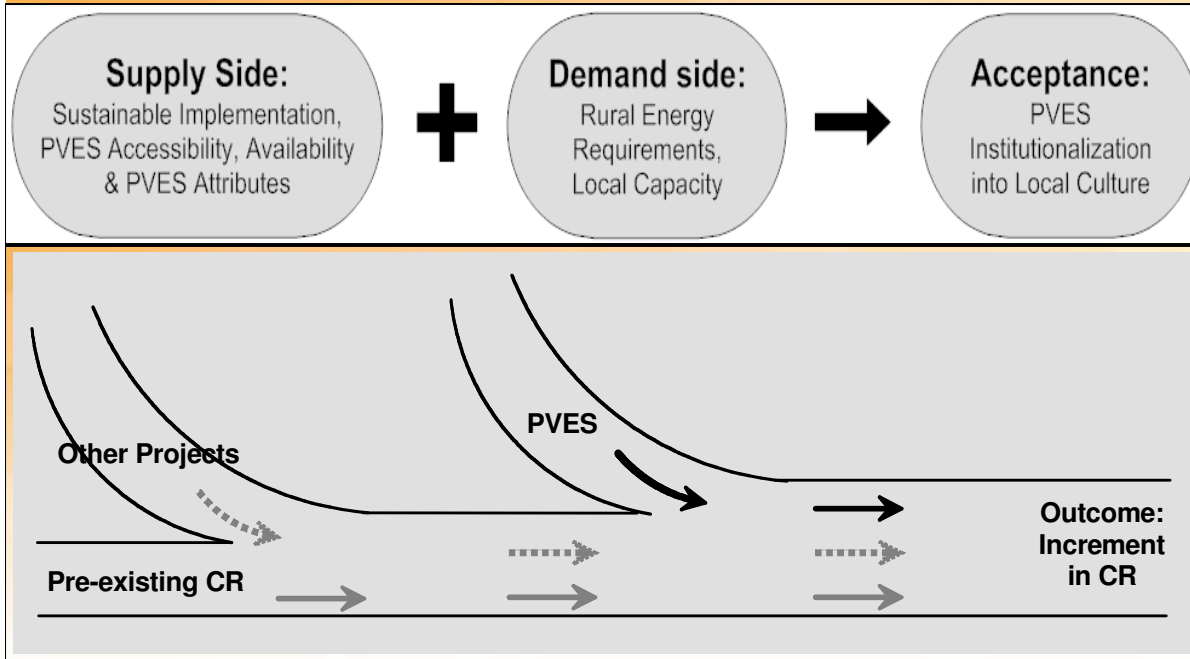 Supply Side:
Sustainable Implementation,
PVES Accessibility, Availability
& PVES Attributes
Demand side:
Rural Energy
Requirements,
Local Capacity
Acceptance:
PVES
Institutionalization
into Local Culture
PVES
Other Projects
Pre-existing CR
Outcome:
Increment
in CR